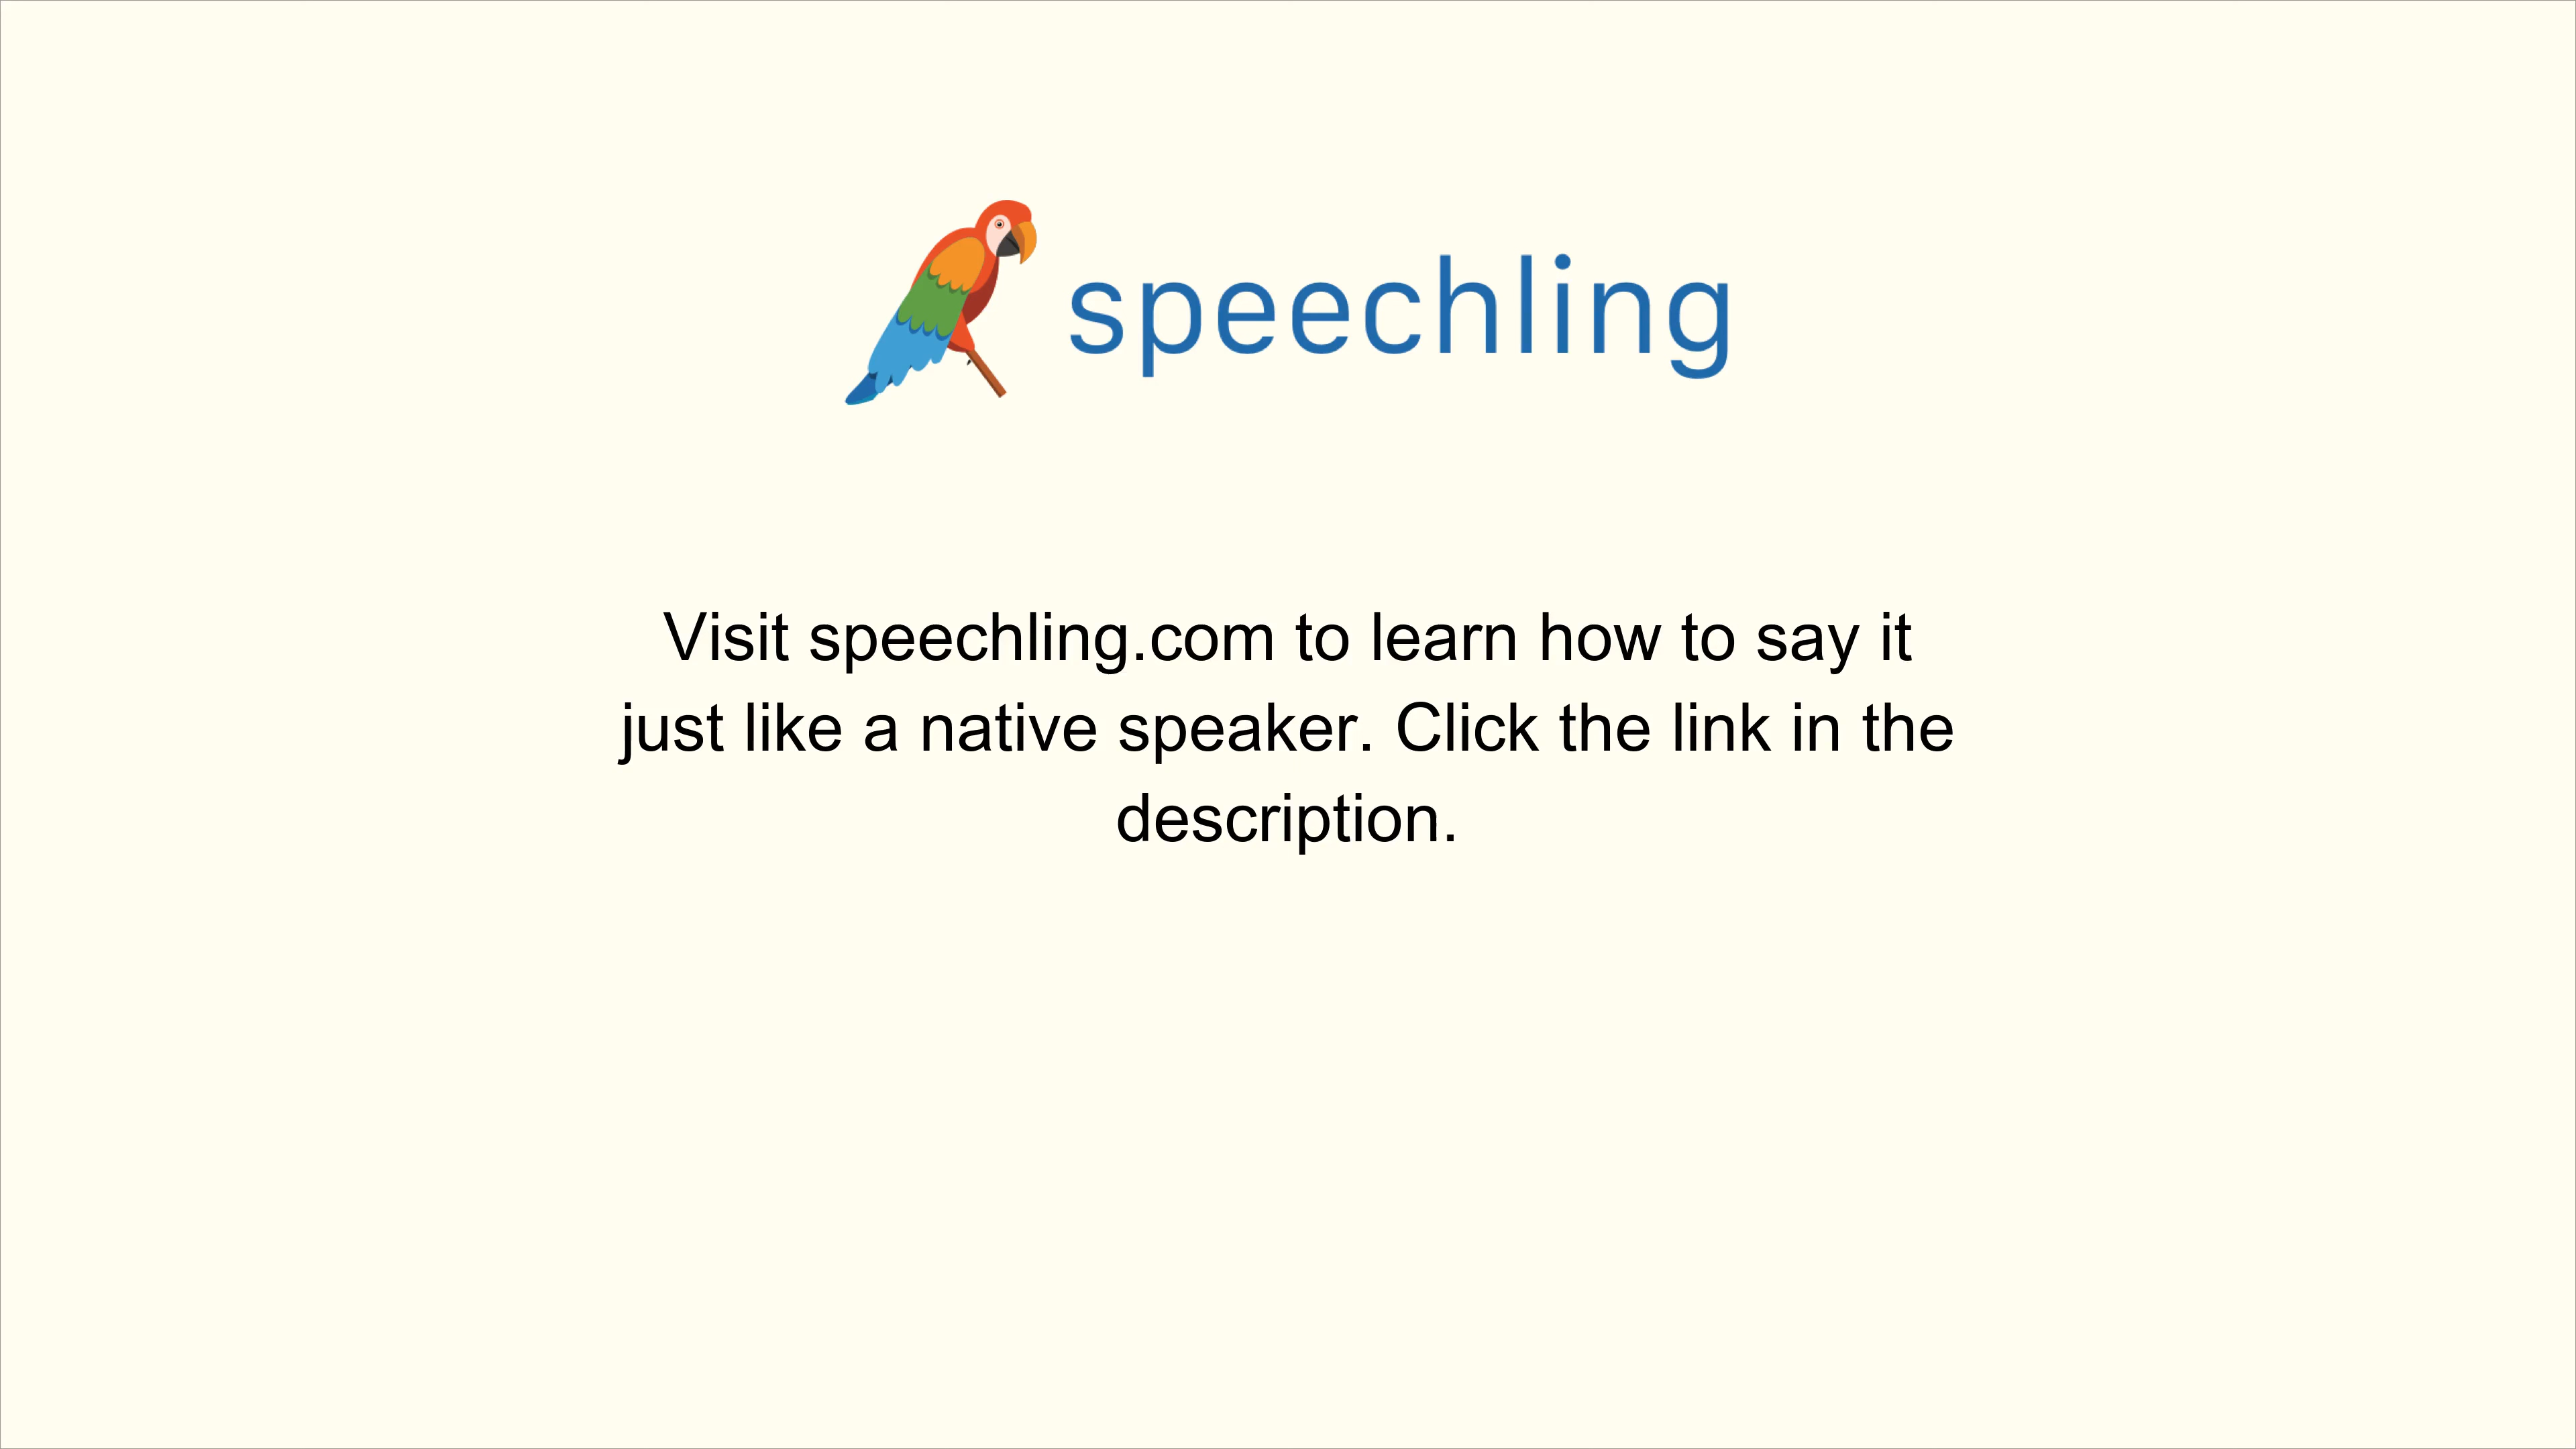 speechling
Visit speechling.com to learn how to say it
just like a native speaker. Click the link in the
description.